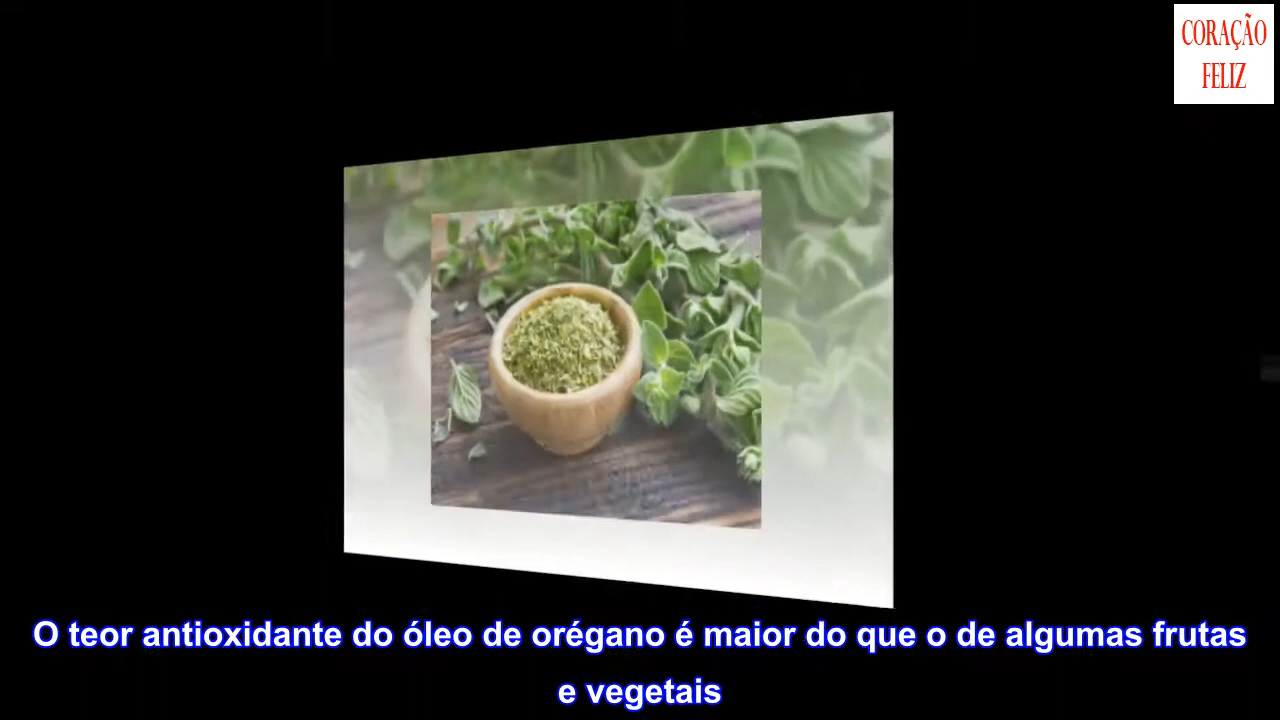 CORAÇÃO
FELIZ
O teor antioxidante do óleo de orégano é maior do que o de algumas frutas
e vegetais